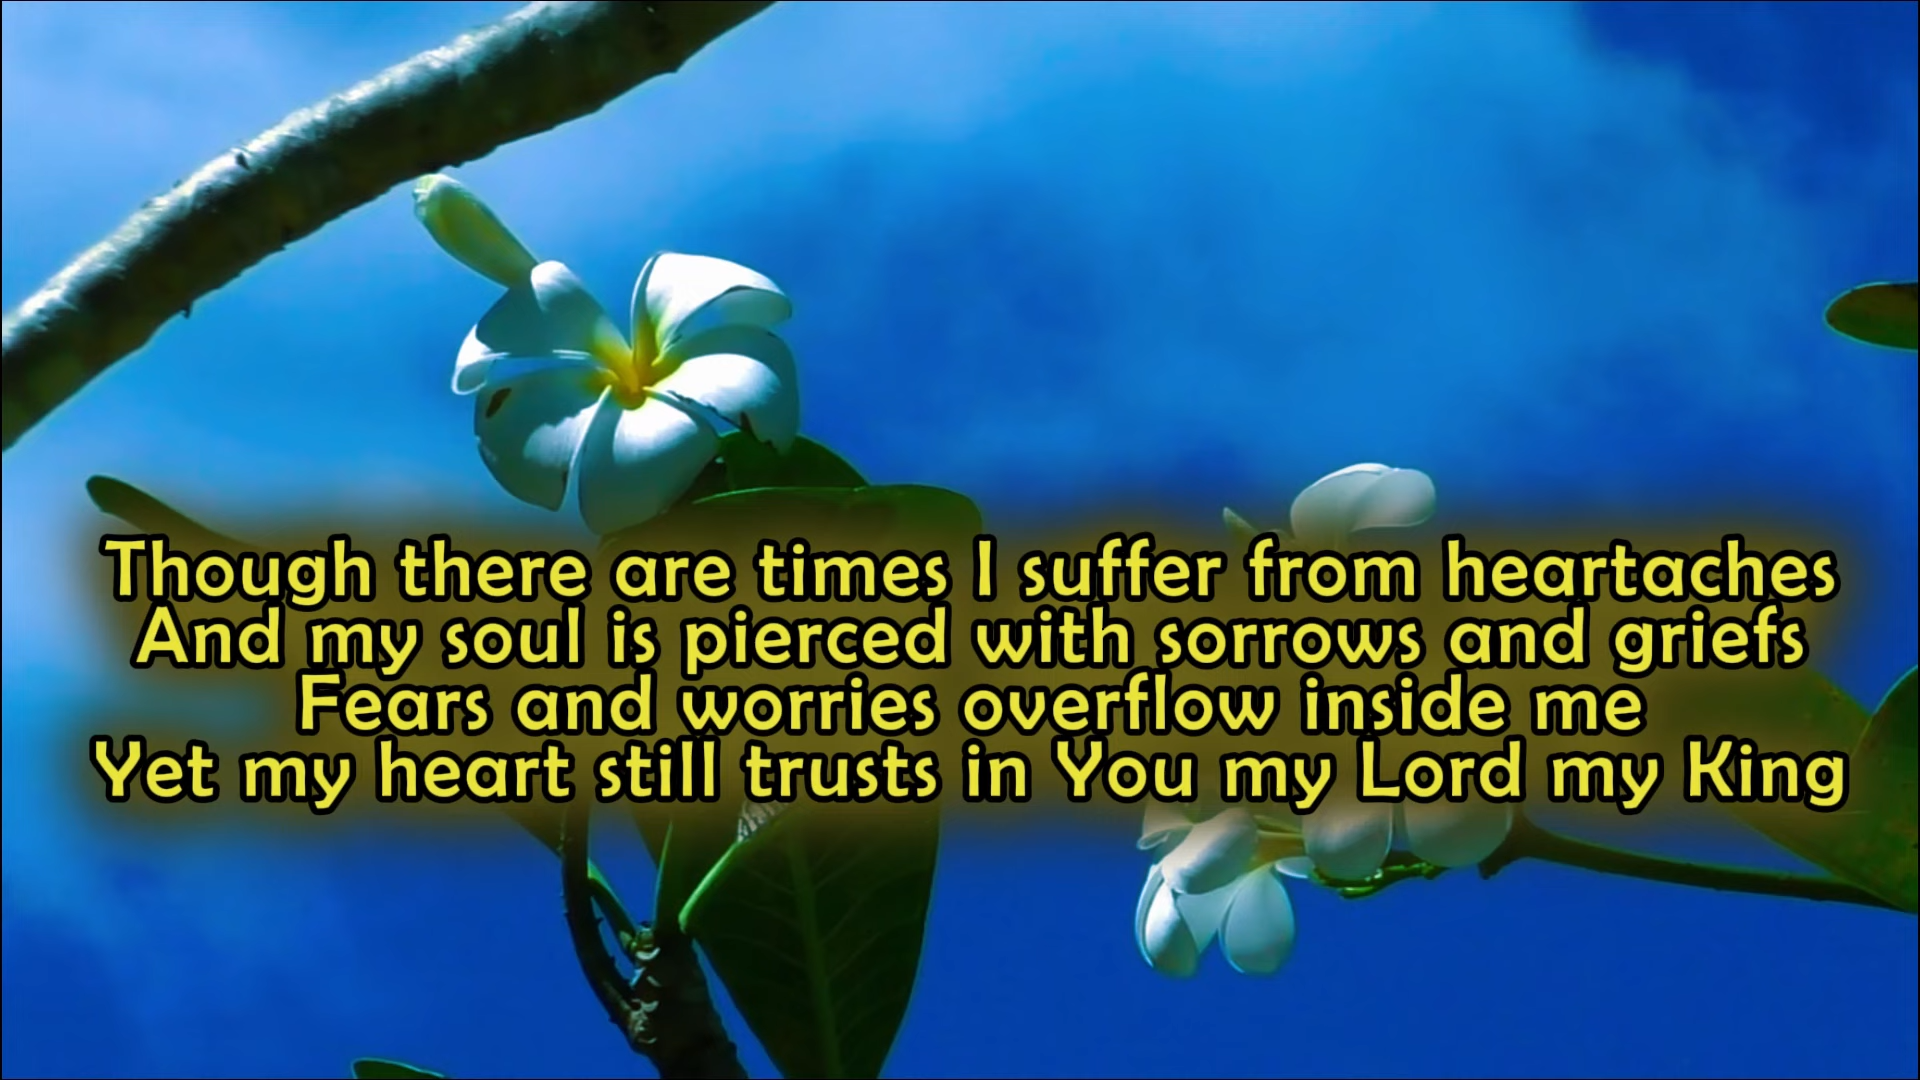 Though there are times I suffer from heartaches
And my soul is pierced with sorrows and griefs
Fears and worries overflow inside me
Yet my heart still trusts in You my Lord my King